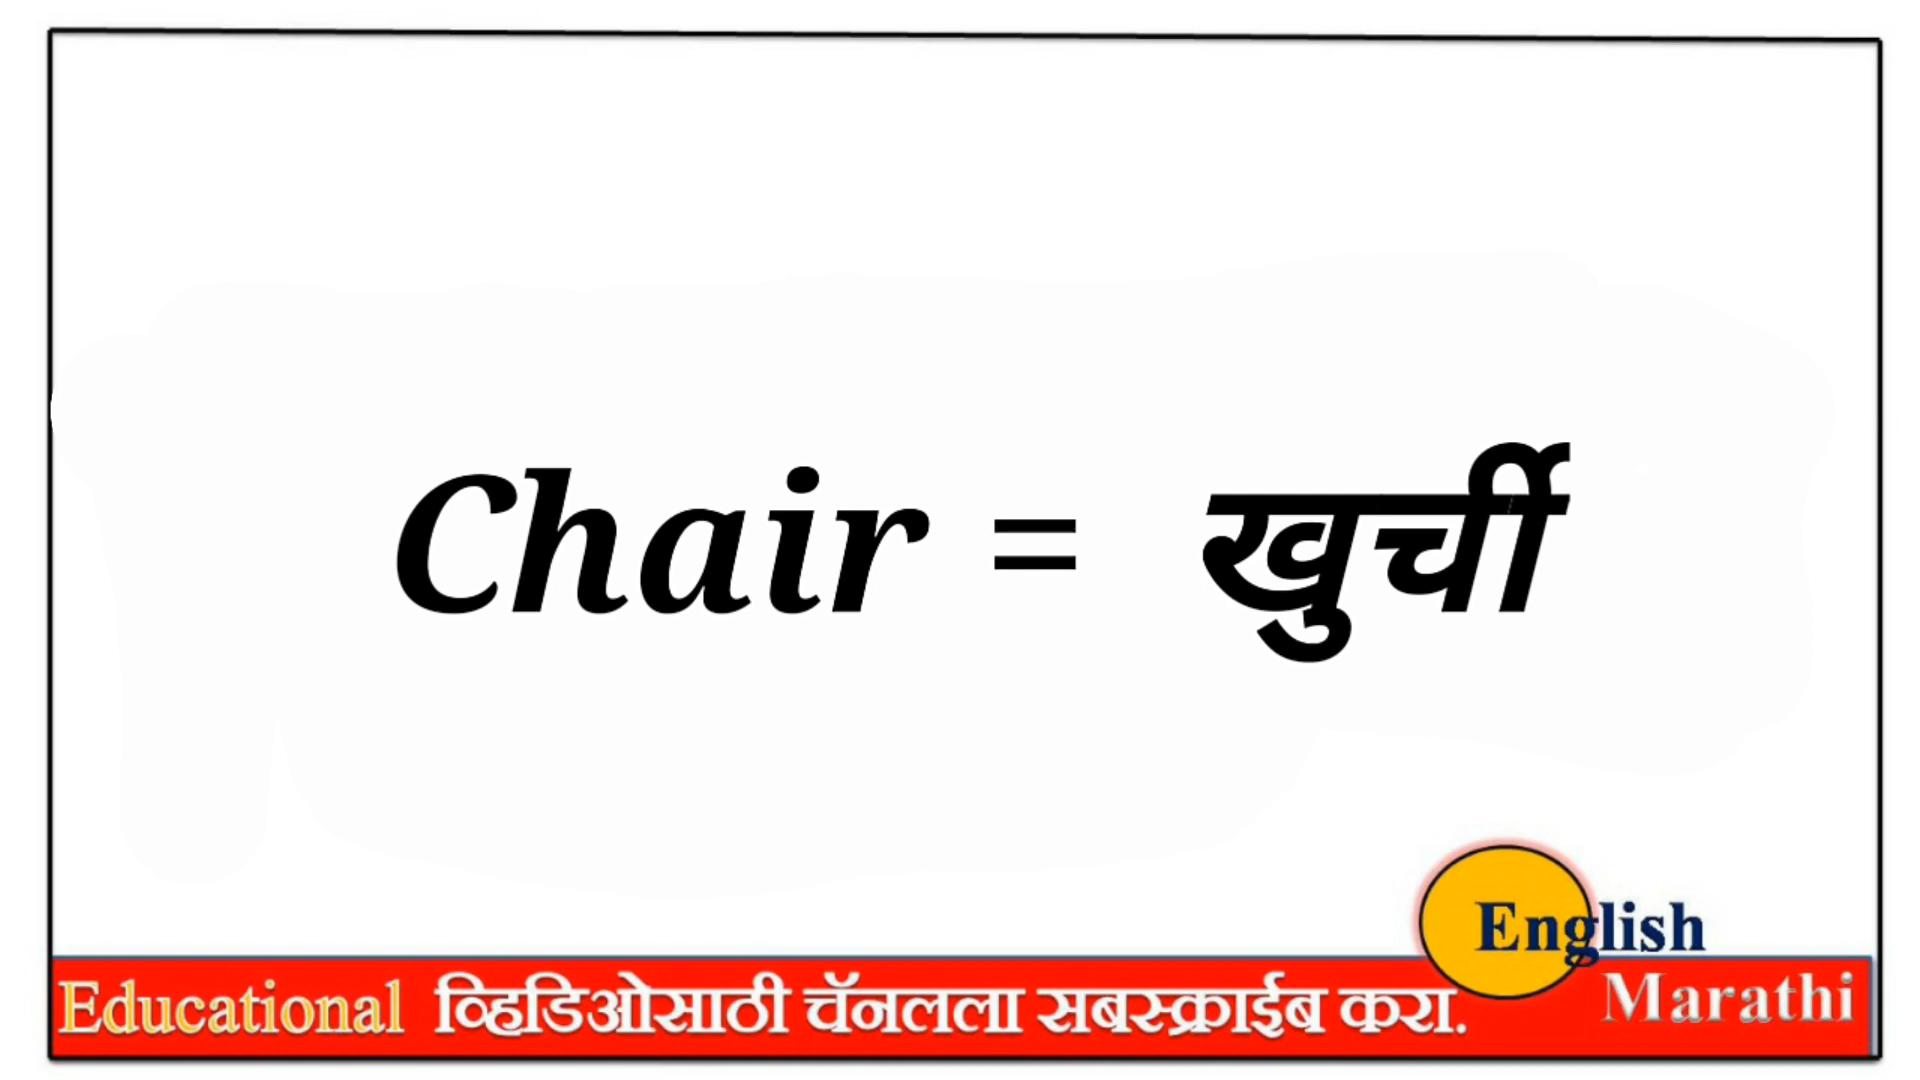 Chair = खुर्ची
English
Marathi
Educational व्हिडिओसाठी चॅनलला सबस्क्राईब करा.